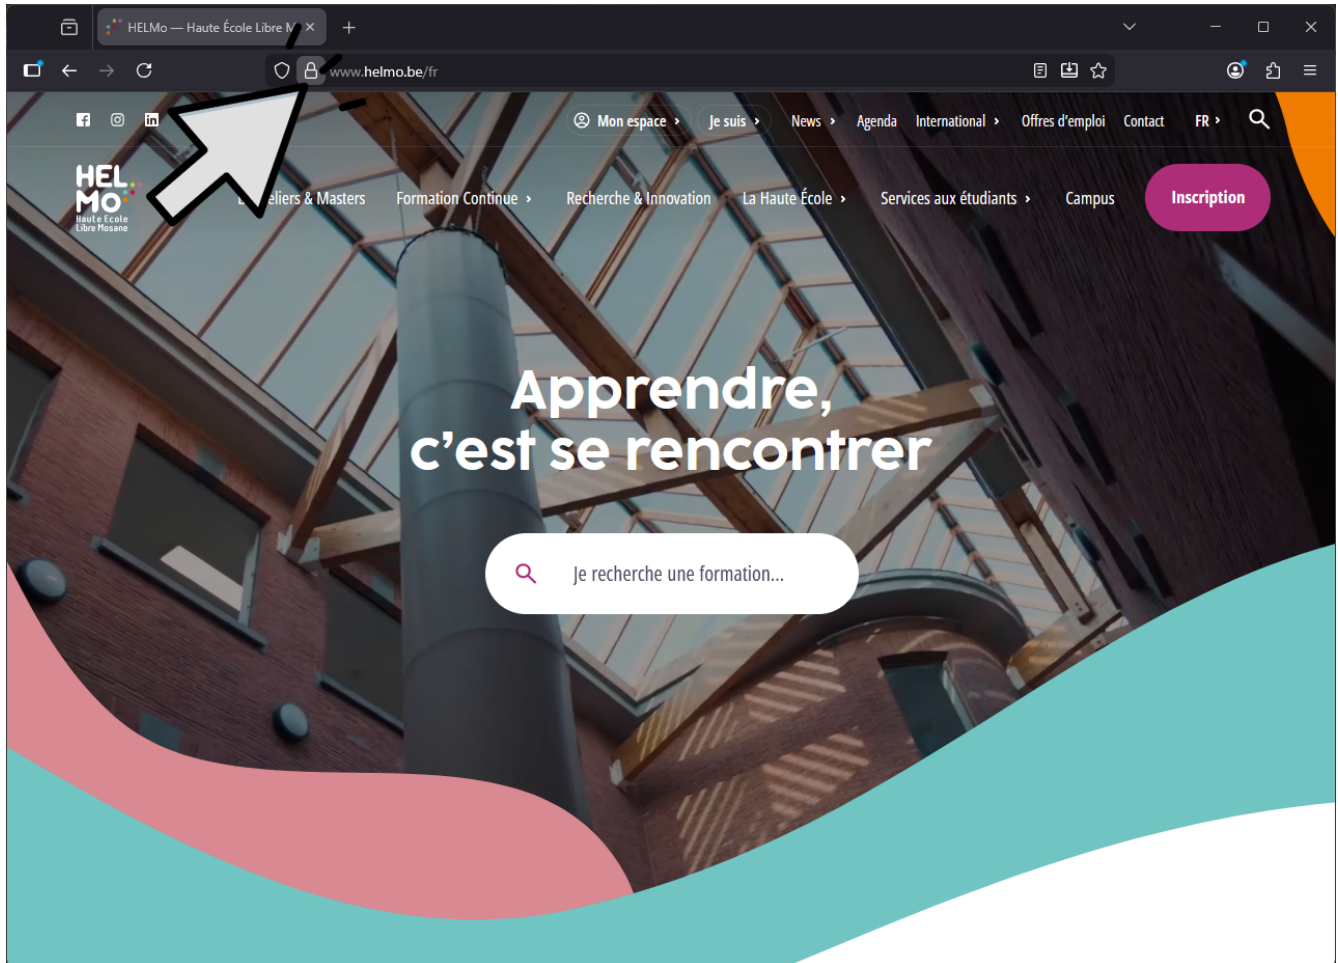 HELMo — Haute École Libre M
www.helmo.be/fr
Mon espace
Je suis
News
Agenda
International
Offres d'emploi
Contact
FR
HEL
MO
Haute Ecole
Libre Mosane
eliers & Masters
Formation Continue
Recherche & Innovation
La Haute École
Services aux étudiants
Campus
Inscription
Apprendre,
c’est se rencontrer
Je recherche une formation...